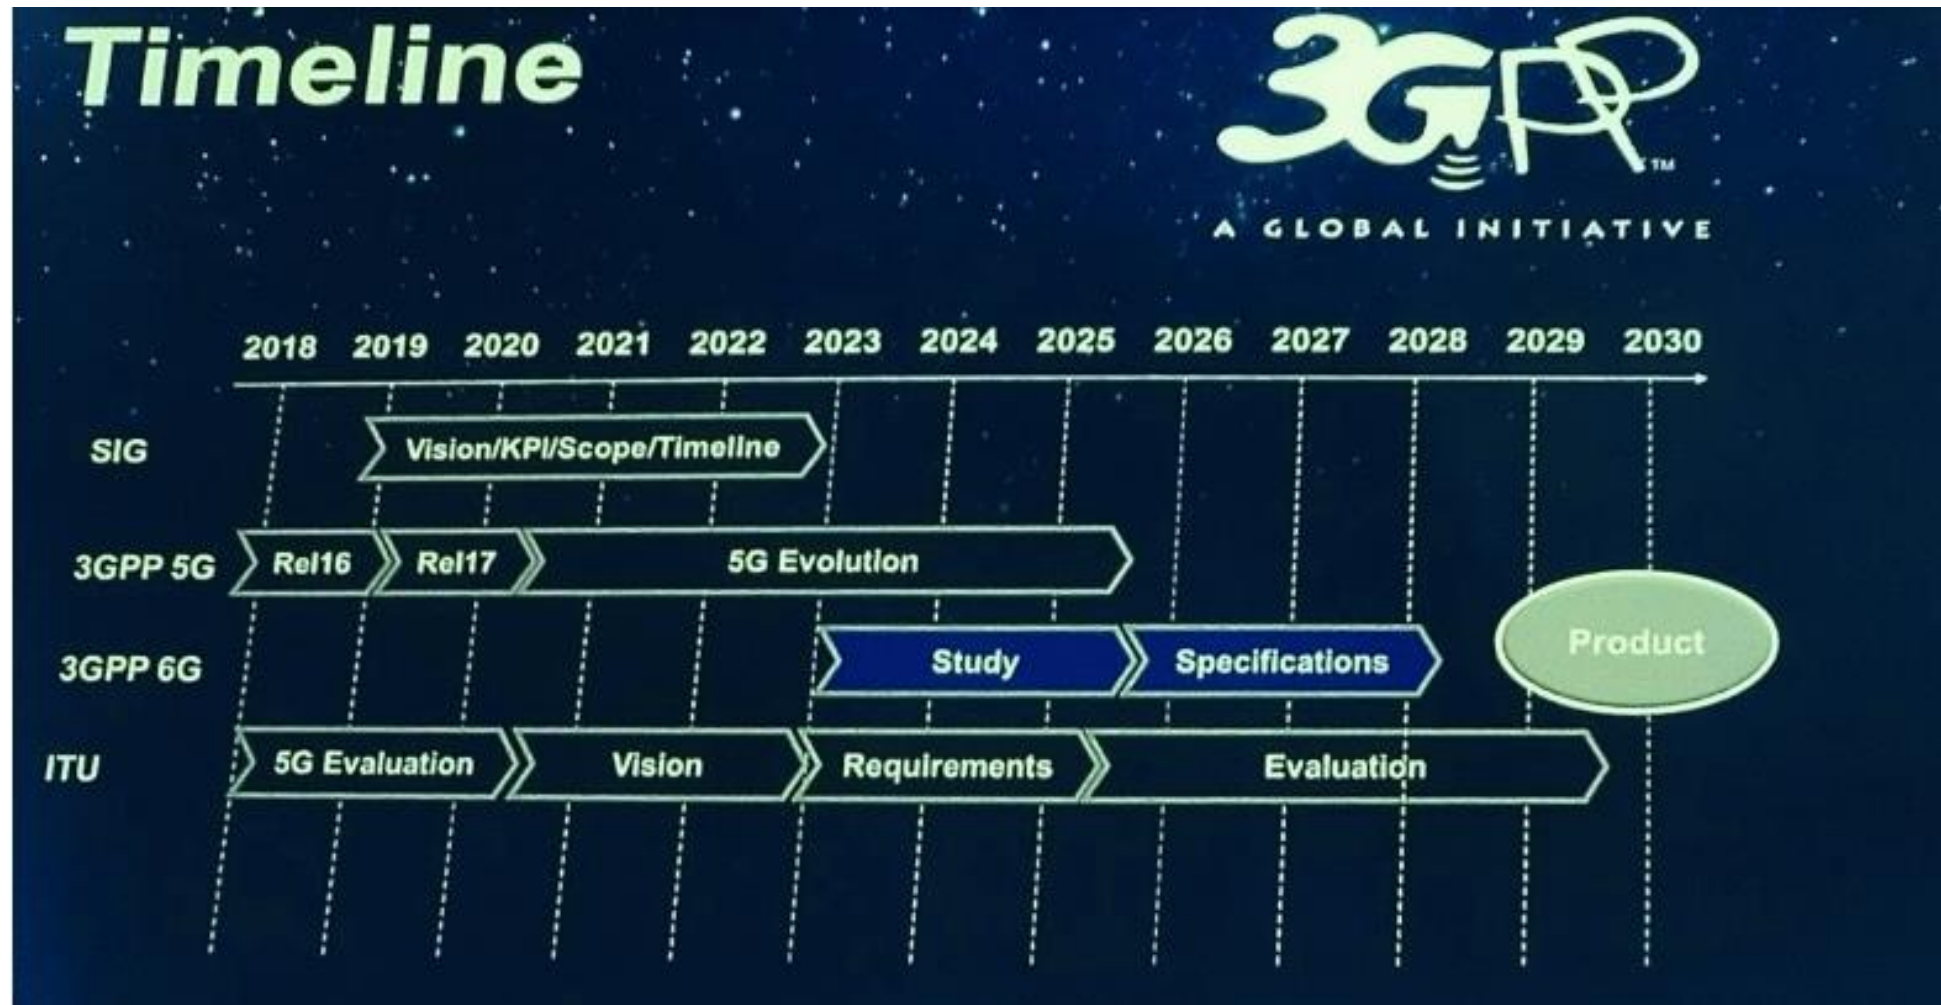 Timeline
3GPP™
A GLOBAL INITIATIVE
2018 2019 2020 2021 2022 2023 2024 2025 2026 2027 2028 2029 2030
SIG Vision/KPI/Scope/Timeline
3GPP 5G Rel16 Rel17 5G Evolution
3GPP 6G Study Specifications Product
ITU 5G Evaluation Vision Requirements Evaluation